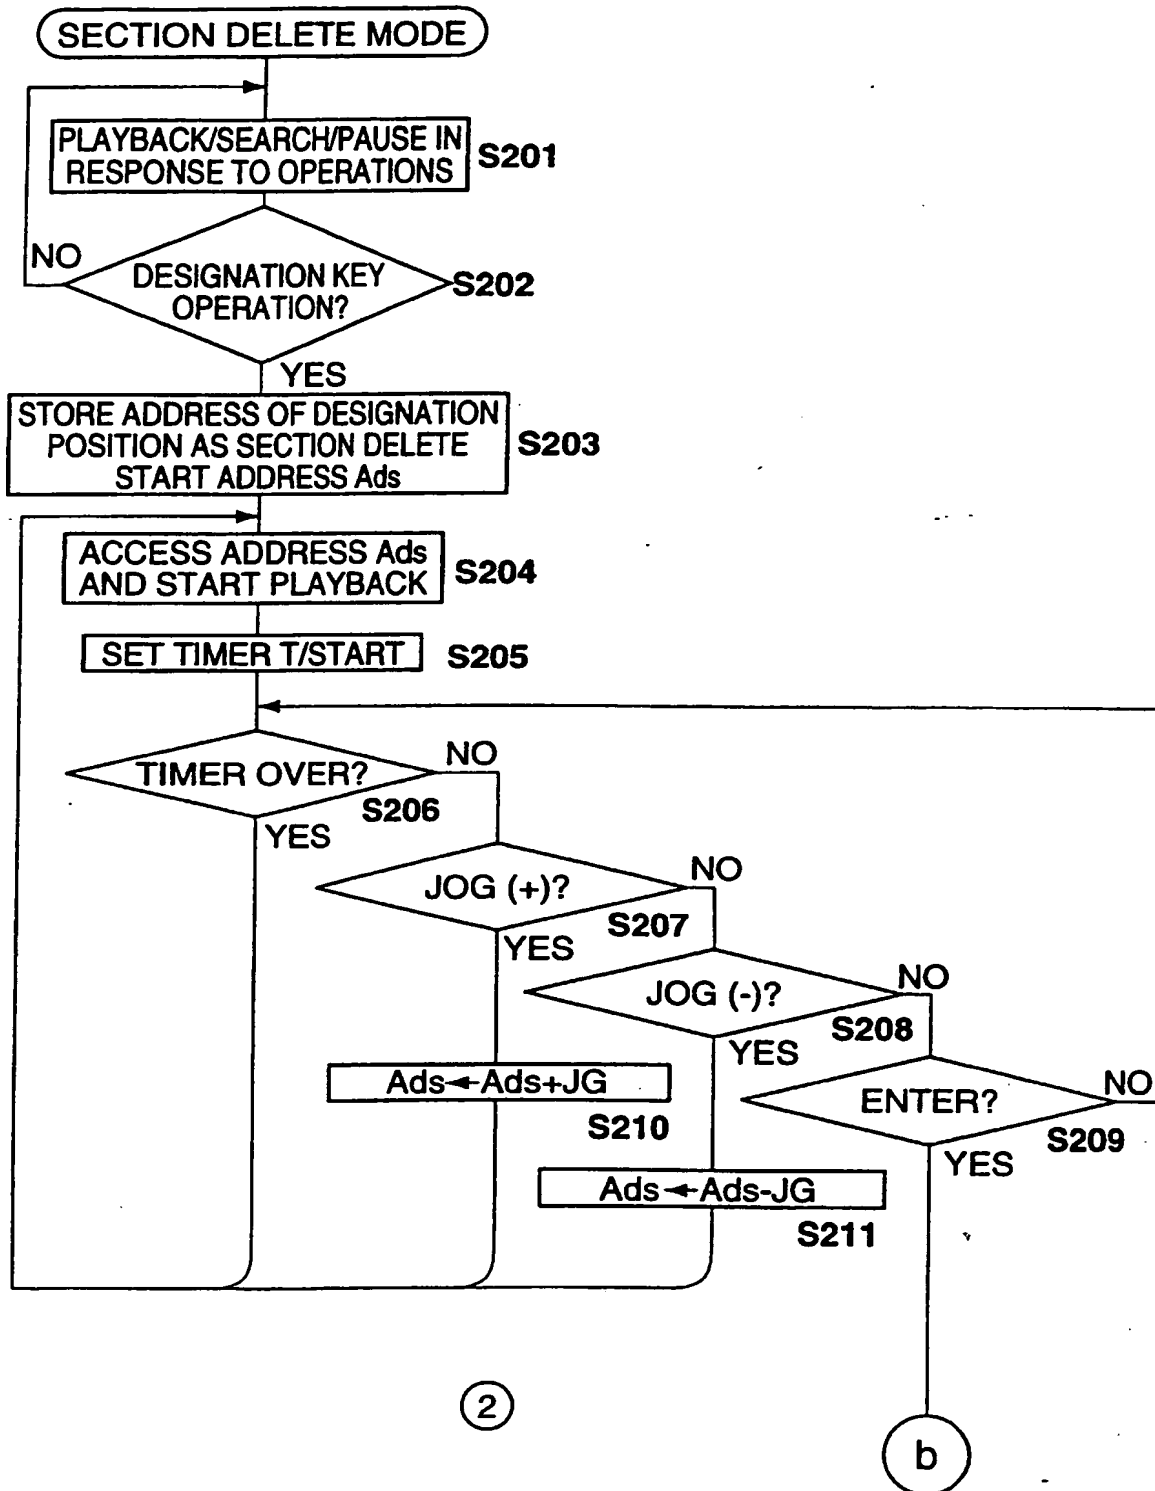 SECTION DELETE MODE
PLAYBACK/SEARCH/PAUSE IN
RESPONSE TO OPERATIONS
S201
NO
DESIGNATION KEY
OPERATION?
S202
YES
STORE ADDRESS OF DESIGNATION
POSITION AS SECTION DELETE
START ADDRESS Ads
S203
ACCESS ADDRESS Ads
AND START PLAYBACK
S204
SET TIMER T/START
S205
TIMER OVER?
NO
S206
YES
JOG (+)?
NO
S207
YES
JOG (-)?
NO
S208
YES
Ads←Ads+JG
S210
ENTER?
NO
S209
YES
Ads←Ads-JG
S211
2
b